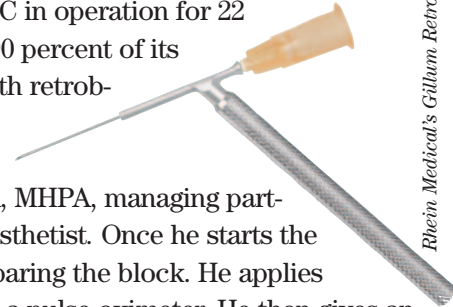 C in operation for 22
0 percent of its
th retrob-
, MHPA, managing part-
sthetist. Once he starts the
paring the block. He applies
a pulse oximeter. He then gives an
Rhein Medical's Gillum Retro